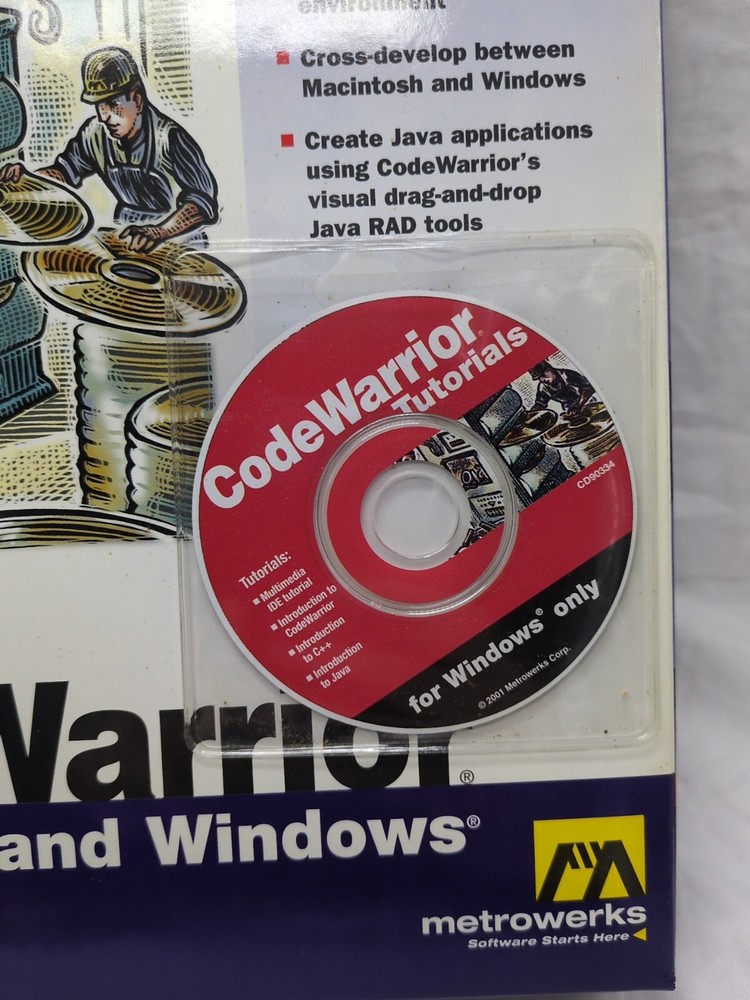 environment
■ Cross-develop between
Macintosh and Windows
■ Create Java applications
using CodeWarrior's
visual drag-and-drop
Java RAD tools
CodeWarrior®
Tutorials
CD90334
Tutorials:
■ Multimedia
IDE tutorial
■ Introduction to
CodeWarrior
■ Introduction
to C++
■ Introduction
to Java
for Windows® only
© 2001 Metrowerks Corp.
Warrior®
and Windows®
metrowerks
Software Starts Here